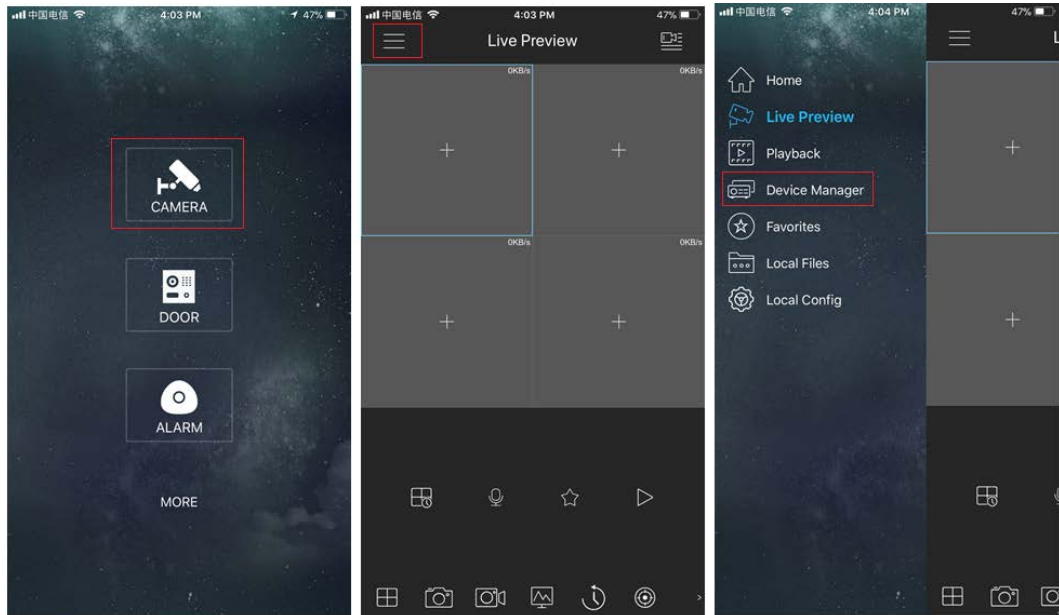 中国电信
4:03 PM
47%
CAMERA
DOOR
ALARM
MORE
中国电信
4:03 PM
47%
Live Preview
0KB/s
0KB/s
0KB/s
0KB/s
中国电信
4:04 PM
47%
Home
Live Preview
Playback
Device Manager
Favorites
Local Files
Local Config
L